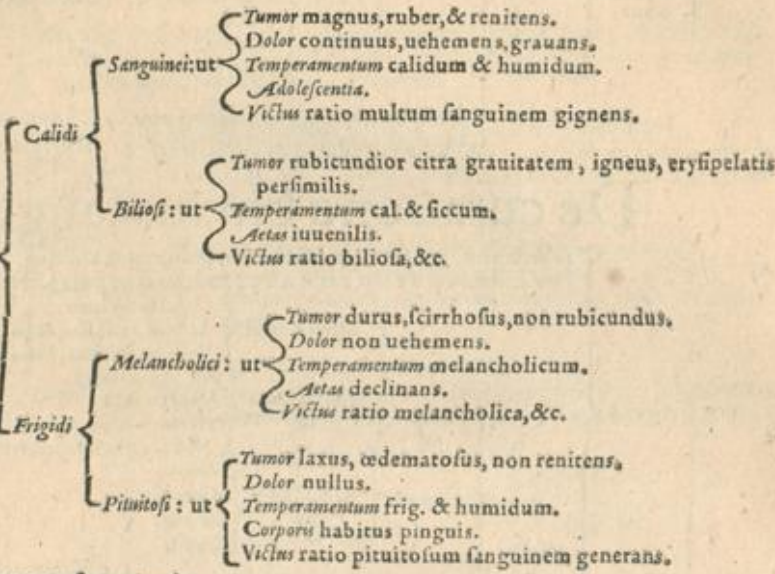 Calidi
Sanguinei: ut
Tumor magnus, ruber, & renitens.
Dolor continuus, uehemens, grauans.
Temperamentum calidum & humidum.
Adoleſcentia.
Victus ratio multum ſanguinem gignens.
Bilioſi: ut
Tumor rubicundior citra grauitatem, igneus, eryſipelatis
perſimilis.
Temperamentum cal. & ſiccum.
Aetas iuuenilis.
Victus ratio bilioſa, &c.
Frigidi
Melancholici: ut
Tumor durus, ſcirrhoſus, non rubicundus.
Dolor non uehemens.
Temperamentum melancholicum.
Aetas declinans.
Victus ratio melancholica, &c.
Pituitoſi: ut
Tumor laxus, œdematoſus, non renitens.
Dolor nullus.
Temperamentum frig. & humidum.
Corporis habitus pinguis.
Victus ratio pituitoſum ſanguinem generans.